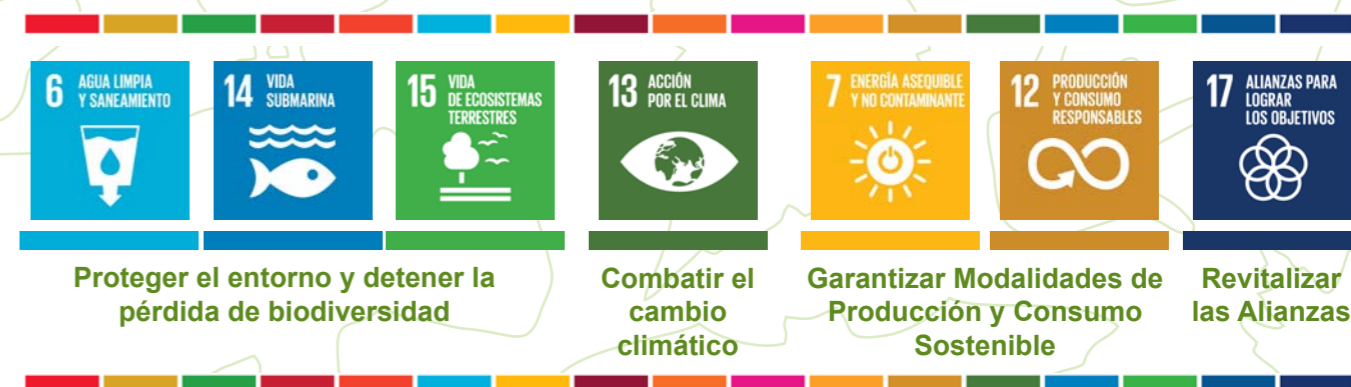 6 AGUA LIMPIA
Y SANEAMIENTO
14 VIDA
SUBMARINA
15 VIDA
DE ECOSISTEMAS
TERRESTRES
13 ACCIÓN
POR EL CLIMA
7 ENERGÍA ASEQUIBLE
Y NO CONTAMINANTE
12 PRODUCCIÓN
Y CONSUMO
RESPONSABLES
17 ALIANZAS PARA
LOGRAR
LOS OBJETIVOS
Proteger el entorno y detener la
pérdida de biodiversidad
Combatir el
cambio
climático
Garantizar Modalidades de
Producción y Consumo
Sostenible
Revitalizar
las Alianzas